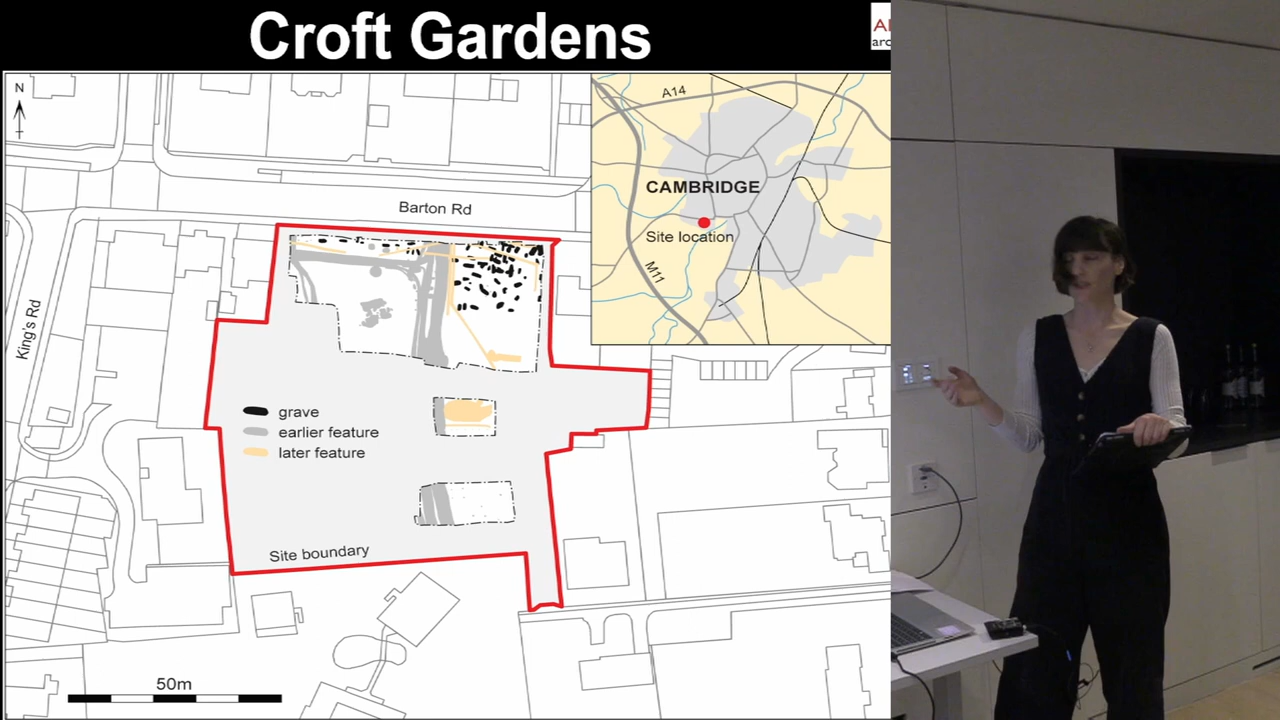 Croft Gardens
N
A14
CAMBRIDGE
Site location
M11
Barton Rd
King's Rd
grave
earlier feature
later feature
Site boundary
50m